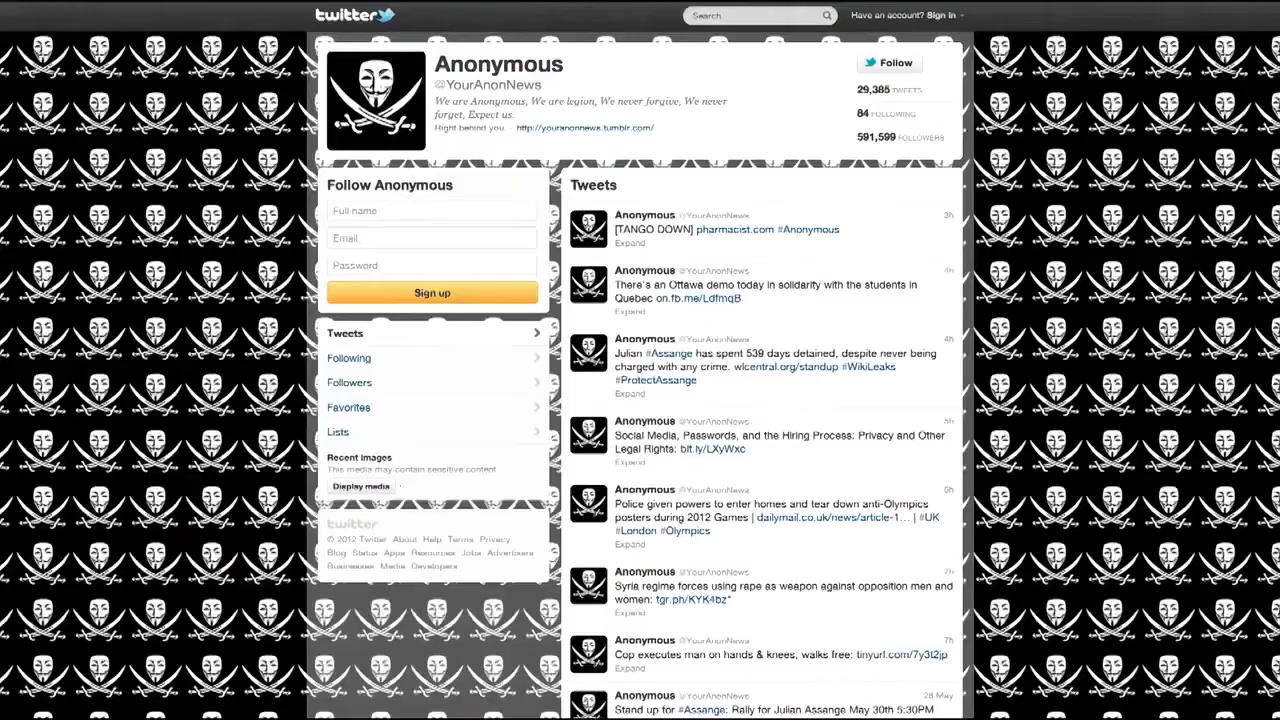 twitter
Search
Have an account? Sign in
Anonymous
@YourAnonNews
We are Anonymous, We are legion, We never forgive, We never
forget, Expect us.
Right behind you. http://youranonnews.tumblr.com/
Follow
29,385 TWEETS
84 FOLLOWING
591,599 FOLLOWERS
Follow Anonymous
Full name
Email
Password
Sign up
Tweets
Following
Followers
Favorites
Lists
Recent images
This media may contain sensitive content
Display media
twitter
© 2012 Twitter About Help Terms Privacy
Blog Status Apps Resources Jobs Advertisers
Businesses Media Developers
Tweets
Anonymous @YourAnonNews 3h
[TANGO DOWN] pharmacist.com #Anonymous
Expand
Anonymous @YourAnonNews 4h
There's an Ottawa demo today in solidarity with the students in
Quebec on.fb.me/LdfmqB
Expand
Anonymous @YourAnonNews 4h
Julian #Assange has spent 539 days detained, despite never being
charged with any crime. wlcentral.org/standup #WikiLeaks
#ProtectAssange
Expand
Anonymous @YourAnonNews 5h
Social Media, Passwords, and the Hiring Process: Privacy and Other
Legal Rights: bit.ly/LXyWxc
Expand
Anonymous @YourAnonNews 6h
Police given powers to enter homes and tear down anti-Olympics
posters during 2012 Games | dailymail.co.uk/news/article-1... | #UK
#London #Olympics
Expand
Anonymous @YourAnonNews 7h
Syria regime forces using rape as weapon against opposition men and
women: tgr.ph/KYK4bz"
Expand
Anonymous @YourAnonNews 7h
Cop executes man on hands & knees, walks free: tinyurl.com/7y3t2jp
Expand
Anonymous @YourAnonNews 28 May
Stand up for #Assange: Rally for Julian Assange May 30th 5:30PM